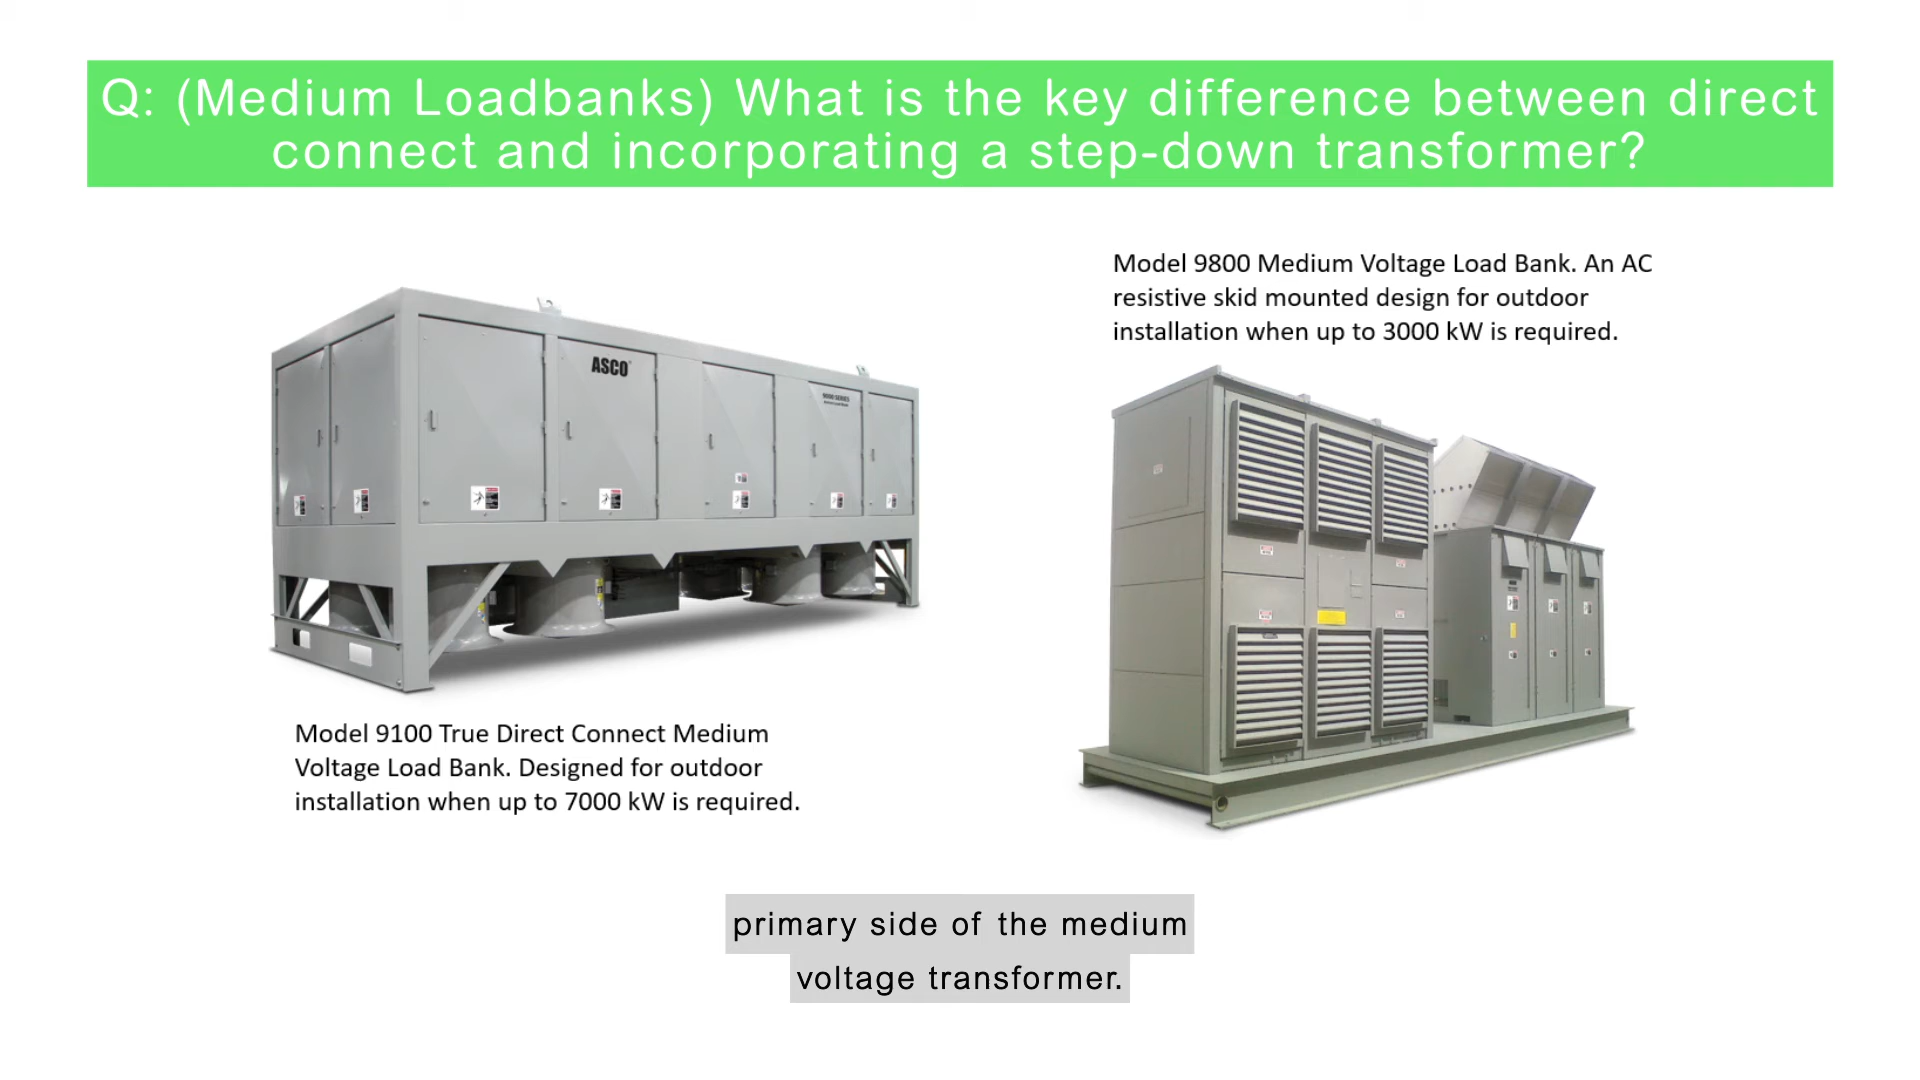 Q: (Medium Loadbanks) What is the key difference between direct
connect and incorporating a step-down transformer?
Model 9800 Medium Voltage Load Bank. An AC
resistive skid mounted design for outdoor
installation when up to 3000 kW is required.
ASCO
9000 SERIES
Model 9100 True Direct Connect Medium
Voltage Load Bank. Designed for outdoor
installation when up to 7000 kW is required.
primary side of the medium
voltage transformer.